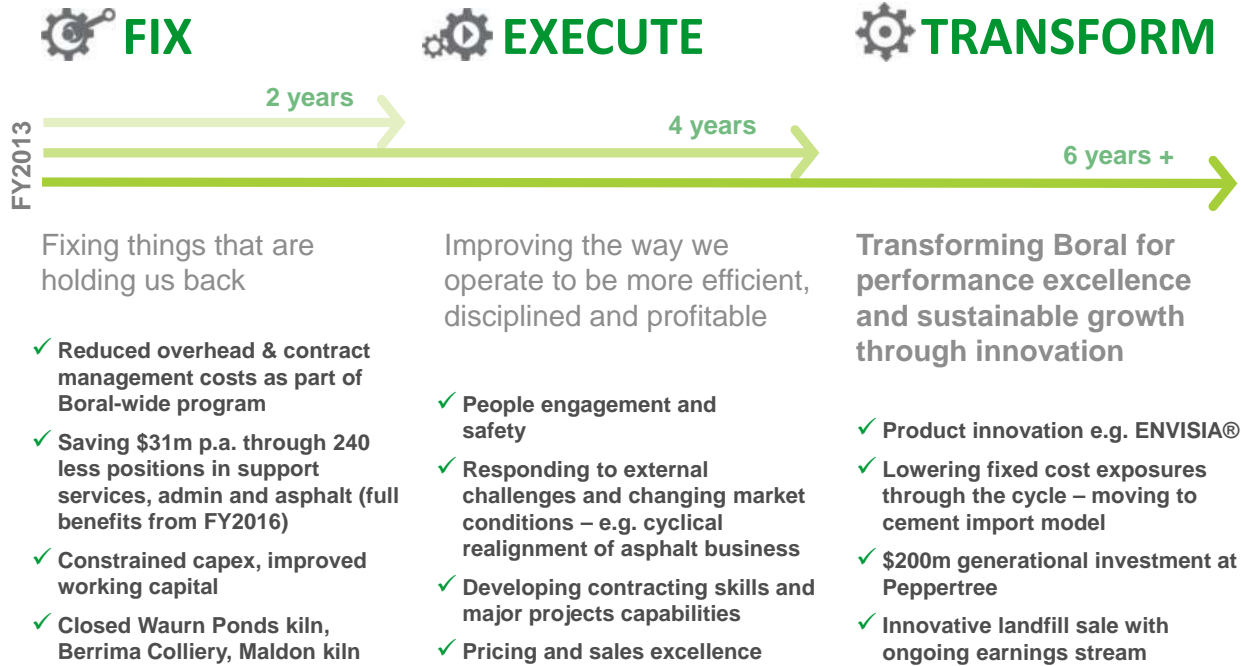 FIX
EXECUTE
TRANSFORM
2 years
4 years
6 years +
FY2013
Fixing things that are
holding us back
✓ Reduced overhead & contract
management costs as part of
Boral-wide program
✓ Saving $31m p.a. through 240
less positions in support
services, admin and asphalt (full
benefits from FY2016)
✓ Constrained capex, improved
working capital
✓ Closed Waurn Ponds kiln,
Berrima Colliery, Maldon kiln
Improving the way we
operate to be more efficient,
disciplined and profitable
✓ People engagement and
safety
✓ Responding to external
challenges and changing market
conditions – e.g. cyclical
realignment of asphalt business
✓ Developing contracting skills and
major projects capabilities
✓ Pricing and sales excellence
Transforming Boral for
performance excellence
and sustainable growth
through innovation
✓ Product innovation e.g. ENVISIA®
✓ Lowering fixed cost exposures
through the cycle – moving to
cement import model
✓ $200m generational investment at
Peppertree
✓ Innovative landfill sale with
ongoing earnings stream